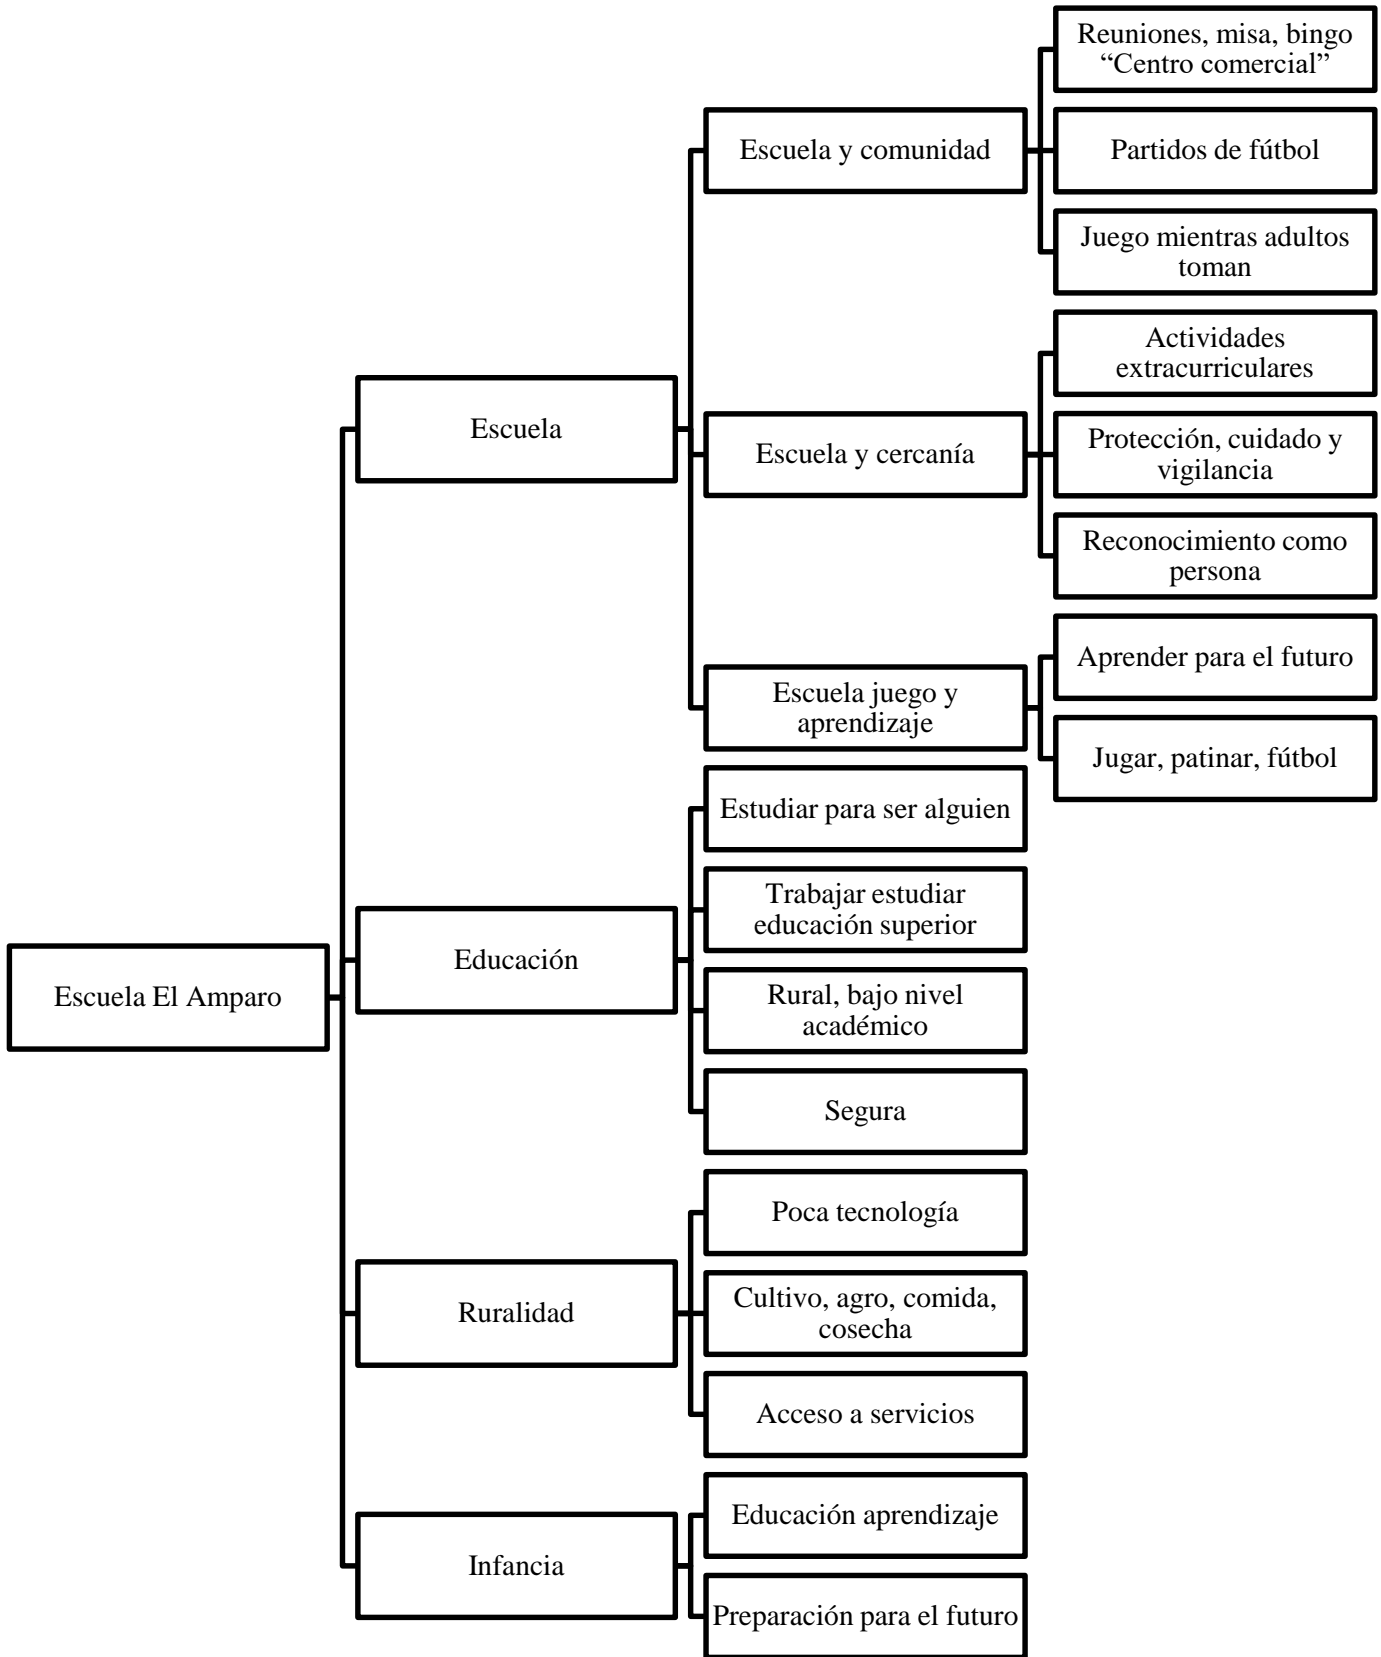 Escuela El Amparo
Escuela
Escuela y comunidad
Reuniones, misa, bingo
“Centro comercial”
Partidos de fútbol
Juego mientras adultos
toman
Escuela y cercanía
Actividades
extracurriculares
Protección, cuidado y
vigilancia
Reconocimiento como
persona
Escuela juego y
aprendizaje
Aprender para el futuro
Jugar, patinar, fútbol
Educación
Estudiar para ser alguien
Trabajar estudiar
educación superior
Rural, bajo nivel
académico
Segura
Ruralidad
Poca tecnología
Cultivo, agro, comida,
cosecha
Acceso a servicios
Infancia
Educación aprendizaje
Preparación para el futuro